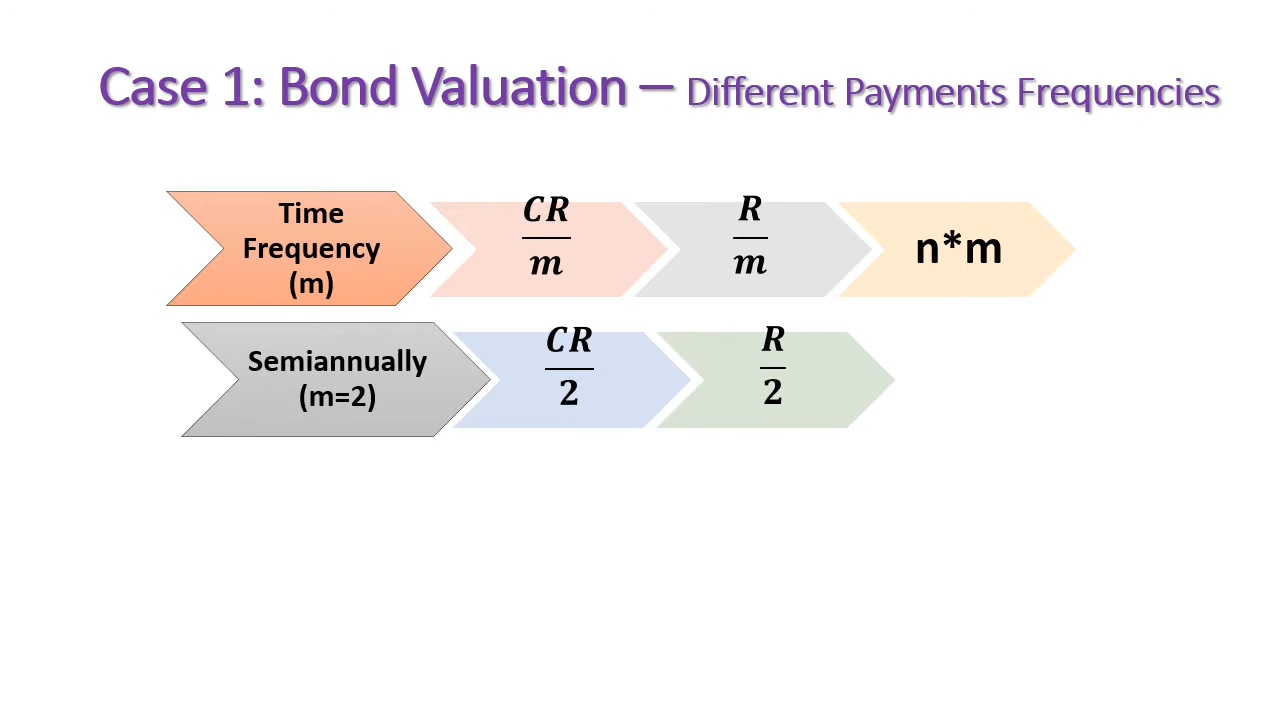 Case 1: Bond Valuation – Different Payments Frequencies
Time
Frequency
(m)
CR
m
R
m
n*m
Semiannually
(m=2)
CR
2
R
2